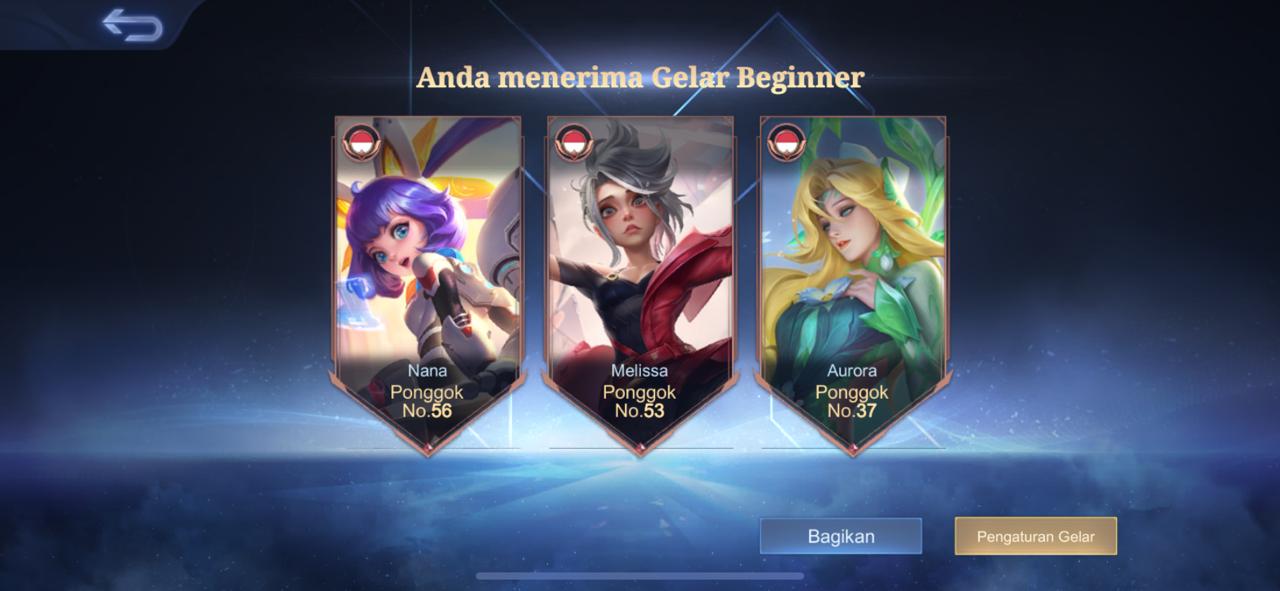 Anda menerima Gelar Beginner
Nana
Ponggok
No.56
Melissa
Ponggok
No.53
Aurora
Ponggok
No.37
Bagikan
Pengaturan Gelar